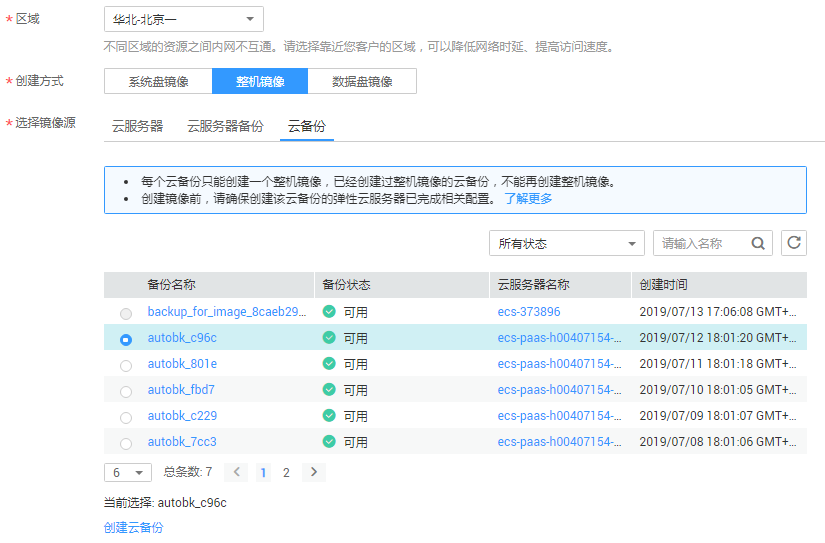 * 区域 华北-北京一
不同区域的资源之间内网不互通。请选择靠近您客户的区域，可以降低网络时延、提高访问速度。
* 创建方式 系统盘镜像 整机镜像 数据盘镜像
* 选择镜像源 云服务器 云服务器备份 云备份
• 每个云备份只能创建一个整机镜像，已经创建过整机镜像的云备份，不能再创建整机镜像。
• 创建镜像前，请确保创建该云备份的弹性云服务器已完成相关配置。 了解更多
所有状态 请输入名称
备份名称 备份状态 云服务器名称 创建时间
backup_for_image_8caeb29... 可用 ecs-373896 2019/07/13 17:06:08 GMT+...
autobk_c96c 可用 ecs-paas-h00407154-... 2019/07/12 18:01:20 GMT+...
autobk_801e 可用 ecs-paas-h00407154-... 2019/07/11 18:01:18 GMT+...
autobk_fbd7 可用 ecs-paas-h00407154-... 2019/07/10 18:01:05 GMT+...
autobk_c229 可用 ecs-paas-h00407154-... 2019/07/09 18:01:07 GMT+...
autobk_7cc3 可用 ecs-paas-h00407154-... 2019/07/08 18:01:06 GMT+...
6 总条数: 7 < 1 2 >
当前选择: autobk_c96c
创建云备份